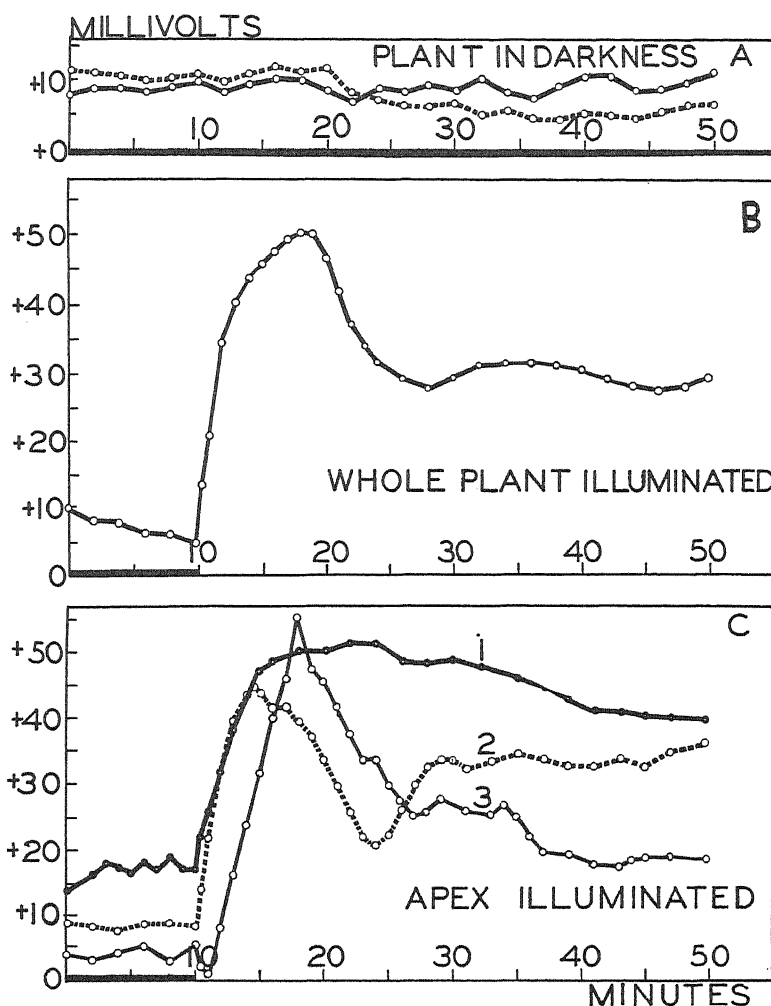 MILLIVOLTS
PLANT IN DARKNESS A
+10
+0
10 20 30 40 50
B
+50
+40
+30
+20
+10
0
WHOLE PLANT ILLUMINATED
10 20 30 40 50
C
+50
+40
+30
+20
+10
0
1
2
3
APEX ILLUMINATED
10 20 30 40 50
MINUTES